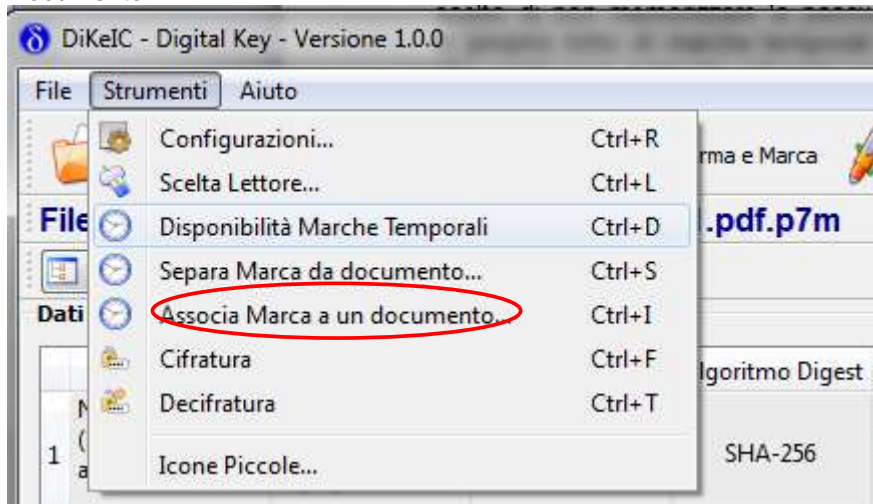 DiKeIC - Digital Key - Versione 1.0.0
File Strumenti Aiuto
Configurazioni... Ctrl+R
rma e Marca
Scelta Lettore... Ctrl+L
File
Disponibilità Marche Temporali Ctrl+D
.pdf.p7m
Separa Marca da documento... Ctrl+S
Dati
Associa Marca a un documento... Ctrl+I
Cifratura Ctrl+F
lgoritmo Digest
Decifratura Ctrl+T
1
SHA-256
Icone Piccole...